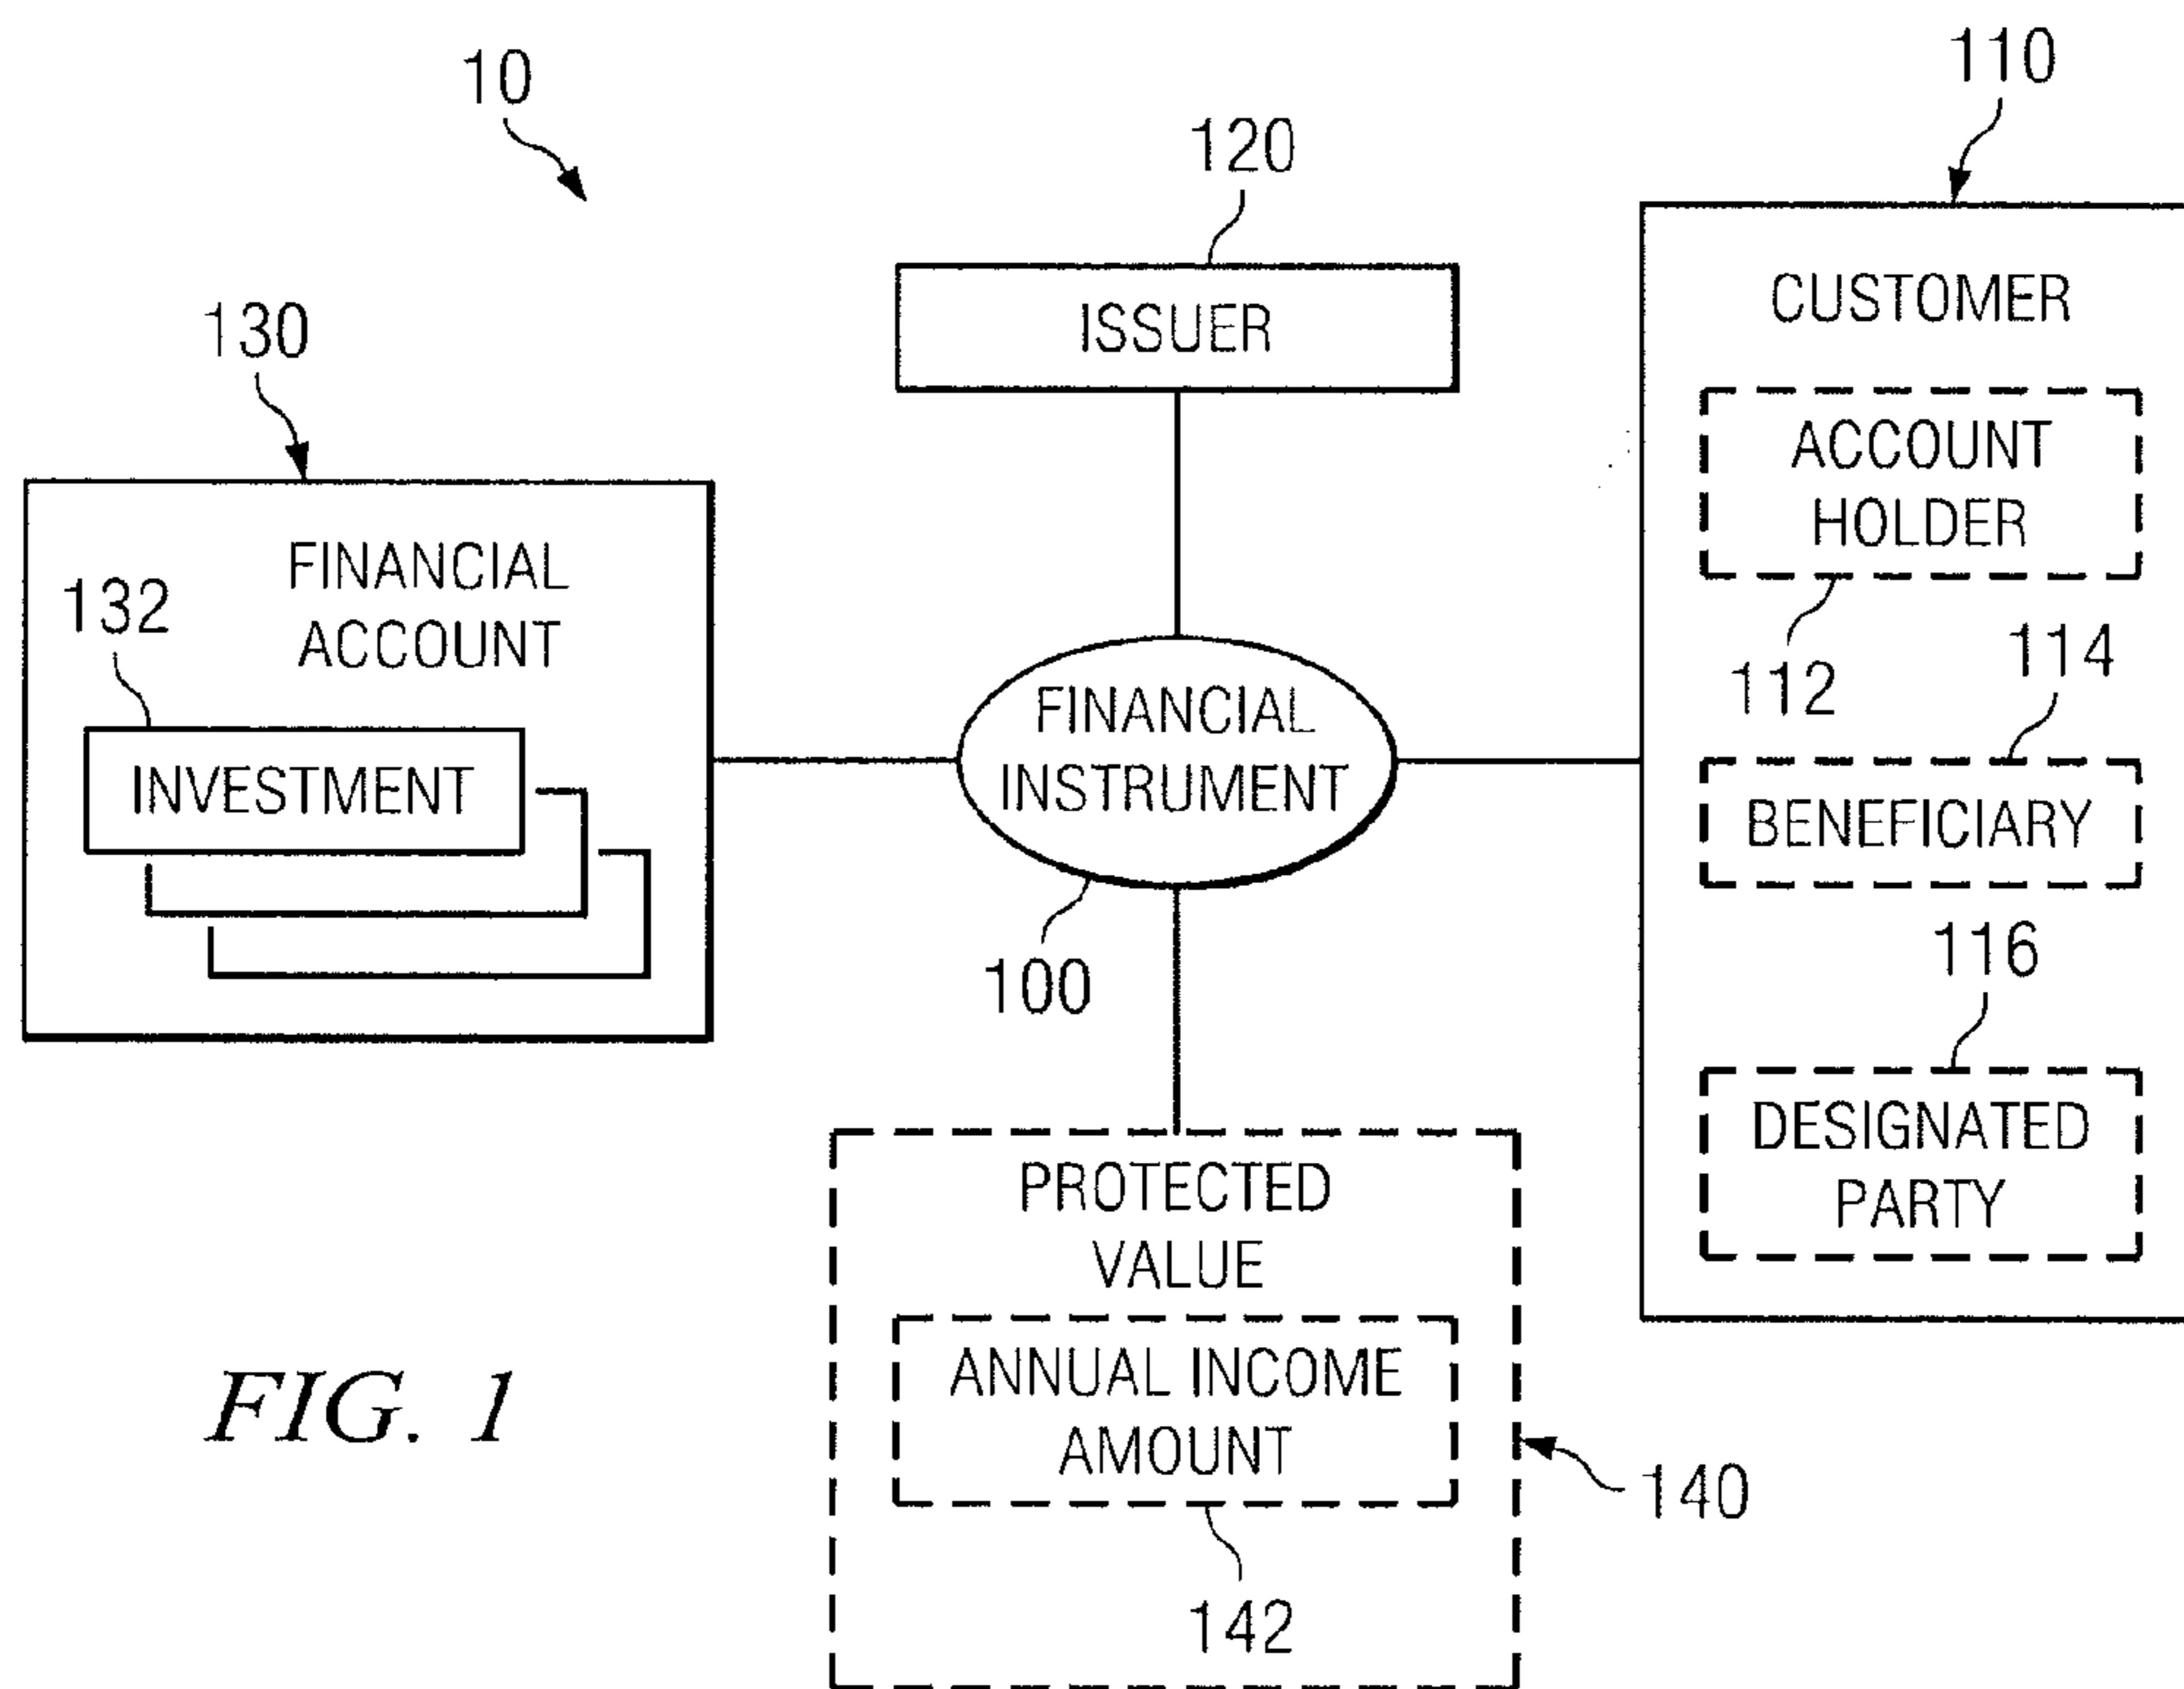 10
110
120
ISSUER
CUSTOMER
130
ACCOUNT
HOLDER
112
FINANCIAL
ACCOUNT
132
INVESTMENT
FINANCIAL
INSTRUMENT
100
114
BENEFICIARY
116
DESIGNATED
PARTY
PROTECTED
VALUE
ANNUAL INCOME
AMOUNT
140
142
FIG. 1